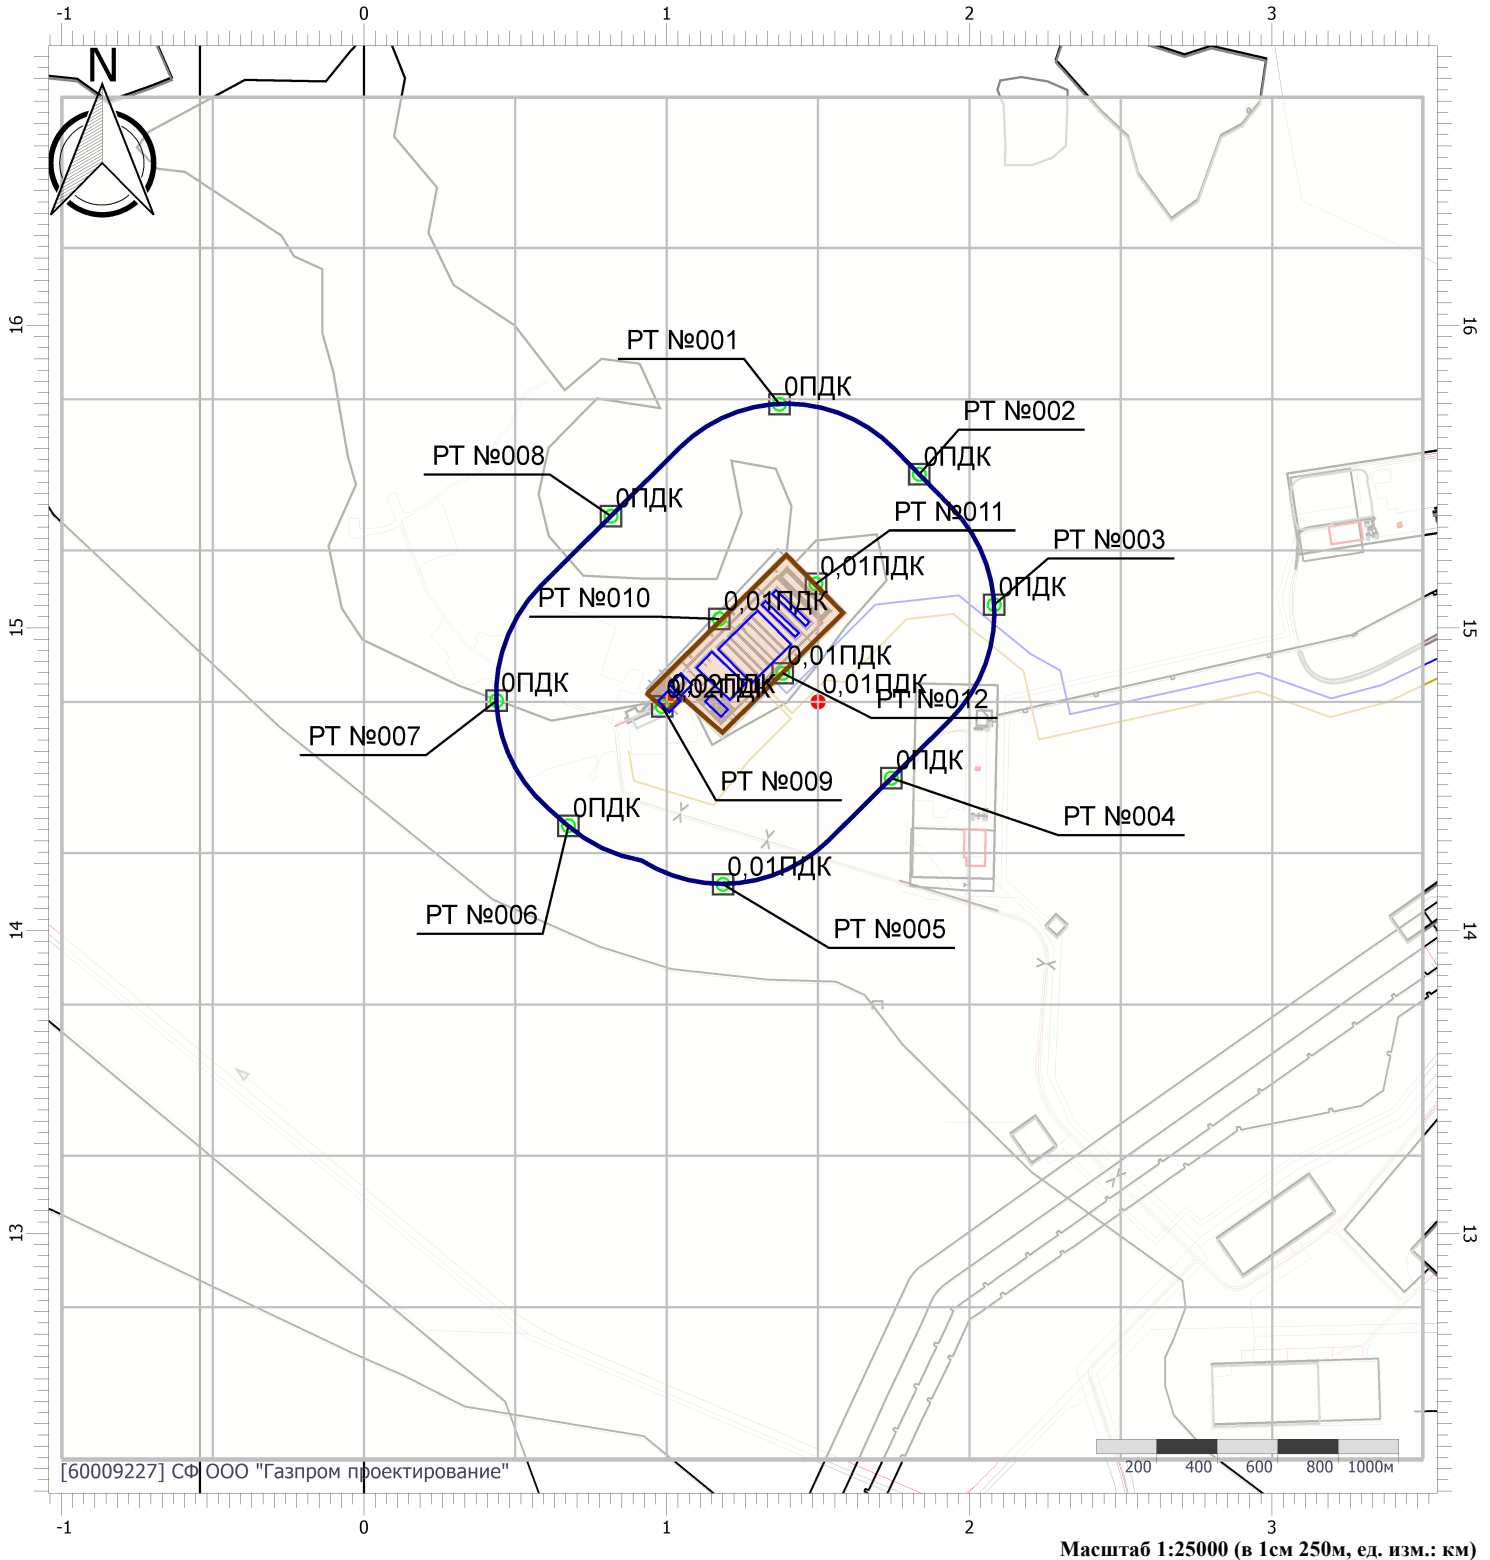 -1 0 1 2 3
N
16
16
РТ №001
0ПДК
РТ №002
0ПДК
РТ №008
0ПДК
РТ №011
0,01ПДК
РТ №003
0ПДК
РТ №010
0,01ПДК
15
15
0,01ПДК
0,02ПДК
0,01ПДК
РТ №012
0ПДК
РТ №007
РТ №009
0ПДК
РТ №004
0ПДК
0,01ПДК
РТ №006
РТ №005
14
14
13
13
200 400 600 800 1000м
[60009227] СФ ООО "Газпром проектирование"
-1 0 1 2 3
Масштаб 1:25000 (в 1см 250м, ед. изм.: км)